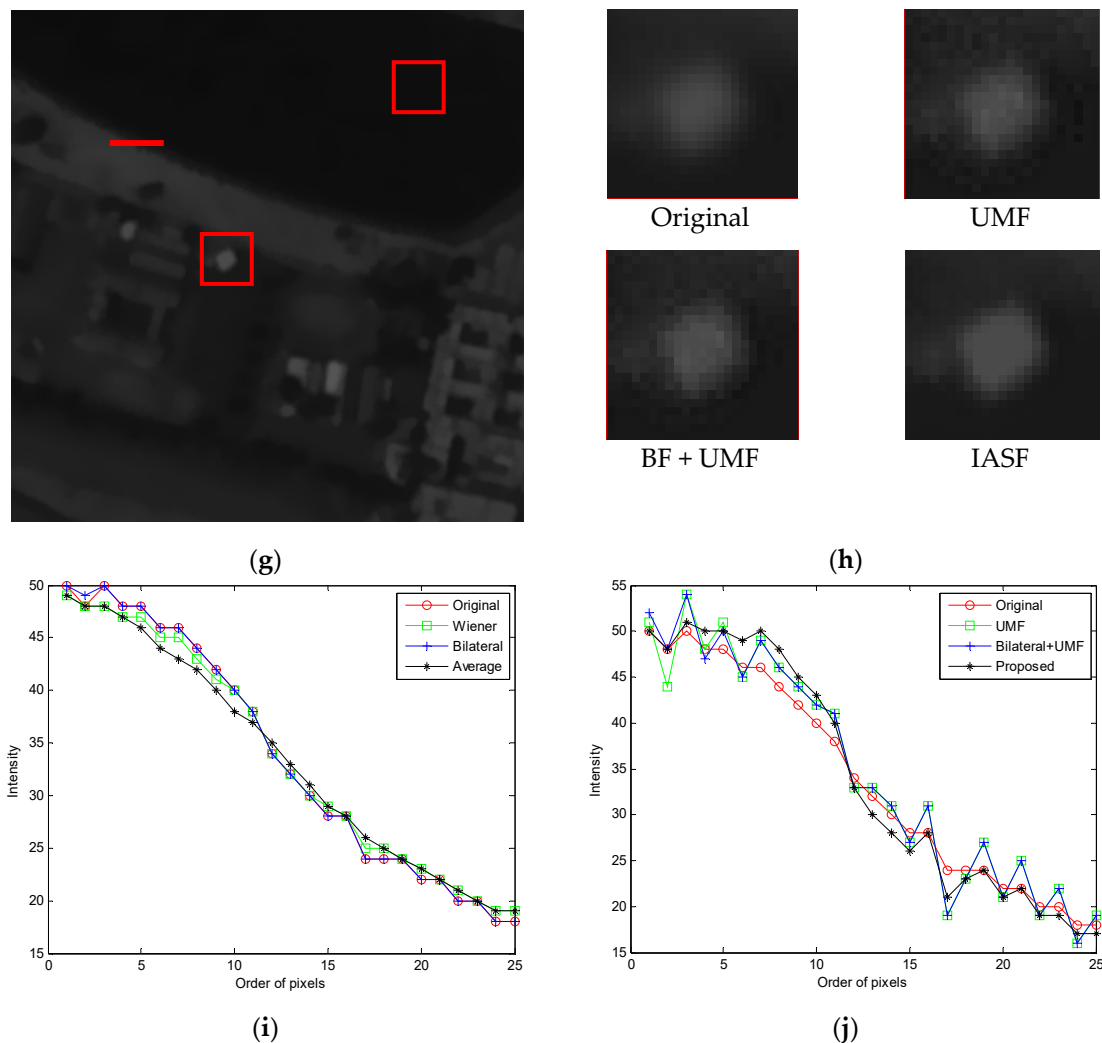 Original
UMF
BF + UMF
IASF
(g)
(h)
50
45
40
35
30
25
20
15
0
5
10
15
20
25
Intensity
Order of pixels
Original
Wiener
Bilateral
Average
(i)
55
50
45
40
35
30
25
20
15
0
5
10
15
20
25
Intensity
Order of pixels
Original
UMF
Bilateral+UMF
Proposed
(j)